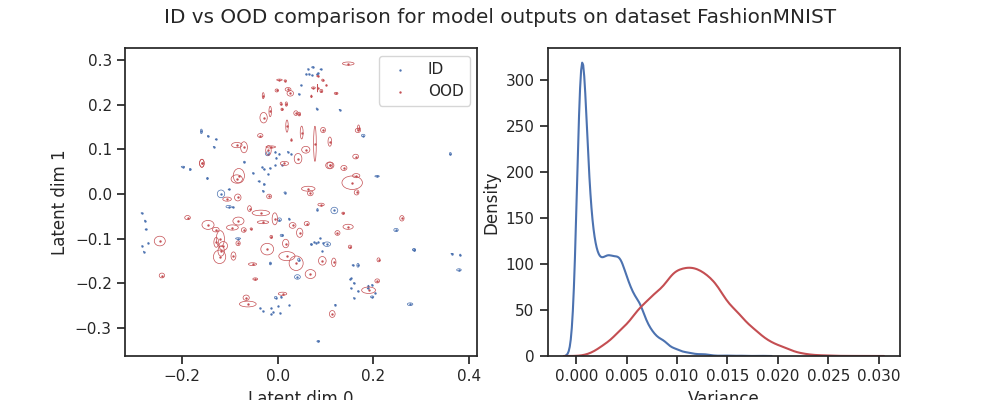 ID vs OOD comparison for model outputs on dataset FashionMNIST
ID
OOD
0.3
0.2
0.1
0.0
−0.1
−0.2
−0.3
Latent dim 1
−0.2
0.0
0.2
0.4
Latent dim 0
300
250
200
150
100
50
0
Density
0.000 0.005 0.010 0.015 0.020 0.025 0.030
Variance